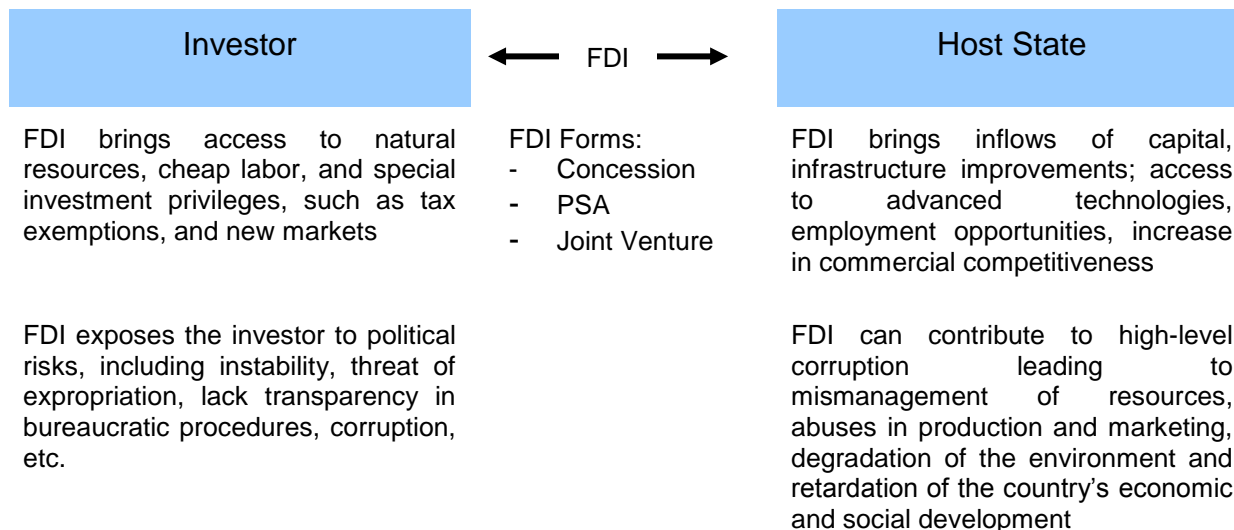 Investor
FDI
Host State
FDI brings access to natural
resources, cheap labor, and special
investment privileges, such as tax
exemptions, and new markets
FDI exposes the investor to political
risks, including instability, threat of
expropriation, lack transparency in
bureaucratic procedures, corruption,
etc.
FDI Forms:
- Concession
- PSA
- Joint Venture
FDI brings inflows of capital,
infrastructure improvements; access
to advanced technologies,
employment opportunities, increase
in commercial competitiveness
FDI can contribute to high-level
corruption leading to
mismanagement of resources,
abuses in production and marketing,
degradation of the environment and
retardation of the country's economic
and social development